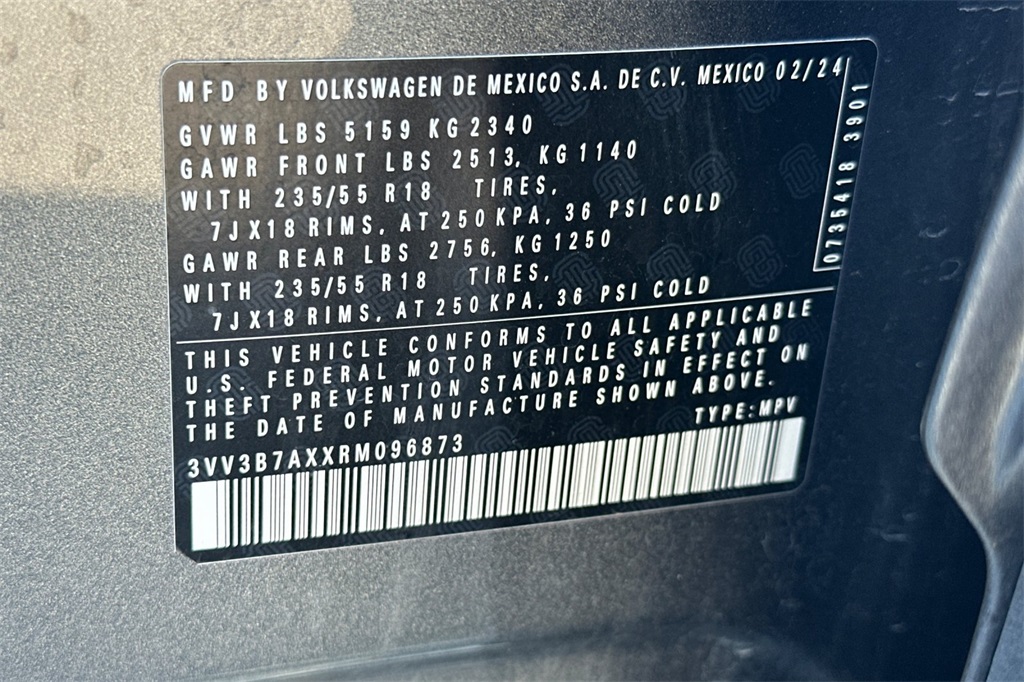 MFD BY VOLKSWAGEN DE MEXICO S.A. DE C.V. MEXICO 02/24
GVWR LBS 5159 KG 2340
GAWR FRONT LBS 2513, KG 1140
WITH 235/55 R18 TIRES,
7JX18 RIMS, AT 250 KPA, 36 PSI COLD
GAWR REAR LBS 2756, KG 1250
WITH 235/55 R18 TIRES,
7JX18 RIMS, AT 250 KPA, 36 PSI COLD
0735418 3901
THIS VEHICLE CONFORMS TO ALL APPLICABLE
U.S. FEDERAL MOTOR VEHICLE SAFETY AND
THEFT PREVENTION STANDARDS IN EFFECT ON
THE DATE OF MANUFACTURE SHOWN ABOVE.
TYPE: MPV
3VV3B7AXXRM096873